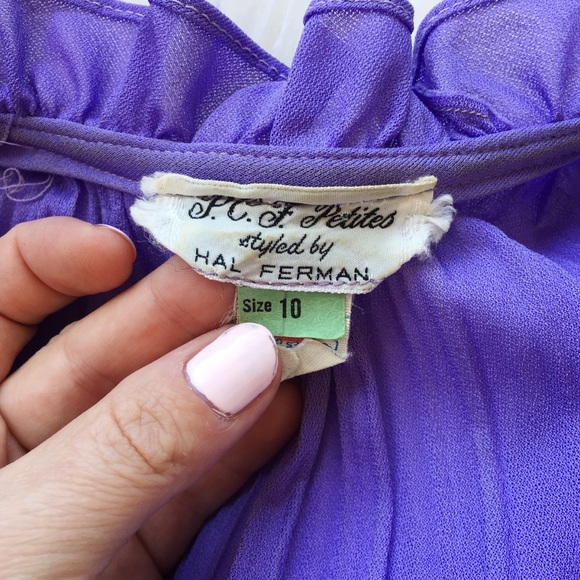 P.C.F. Petites
styled by
HAL FERMAN
Size 10